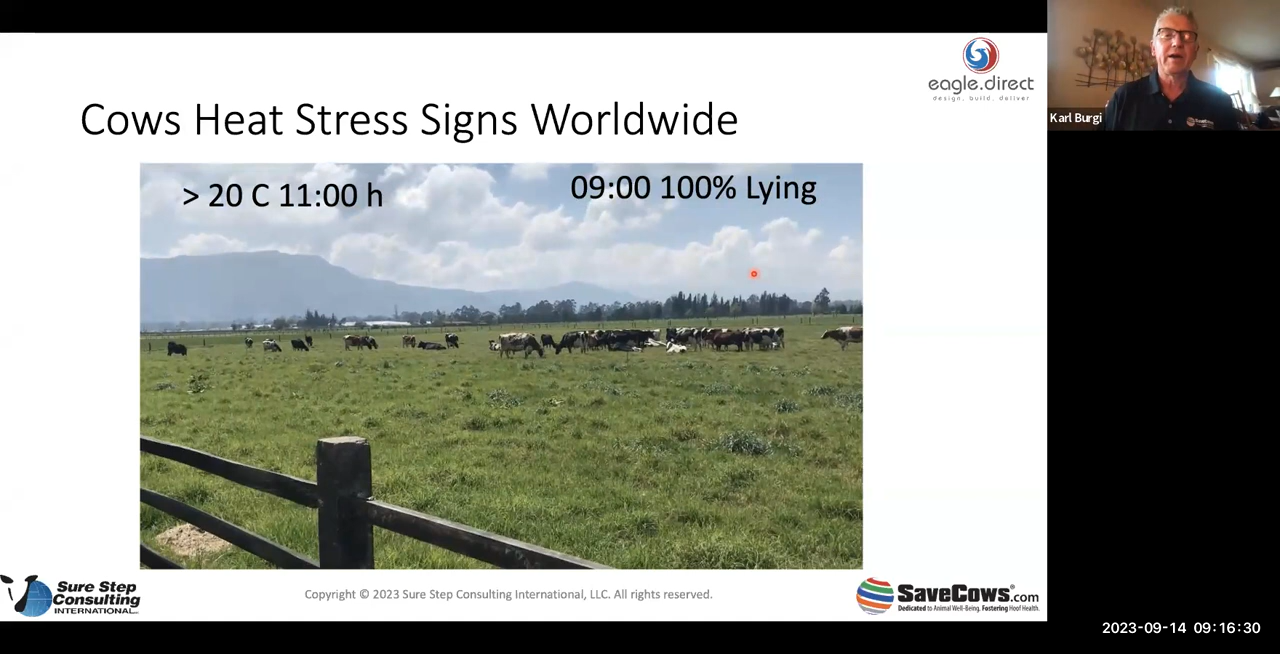 eagle.direct
design. build. deliver
Karl Burgi
Cows Heat Stress Signs Worldwide
> 20 C 11:00 h
09:00 100% Lying
Sure Step
Consulting
INTERNATIONAL
Copyright © 2023 Sure Step Consulting International, LLC. All rights reserved.
SaveCows®.com
Dedicated to Animal Well-Being. Fostering Hoof Health.
2023-09-14 09:16:30